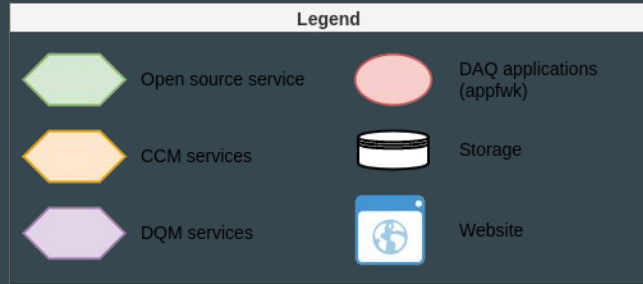 Legend
Open source service
DAQ applications
(appfwk)
CCM services
Storage
DQM services
Website